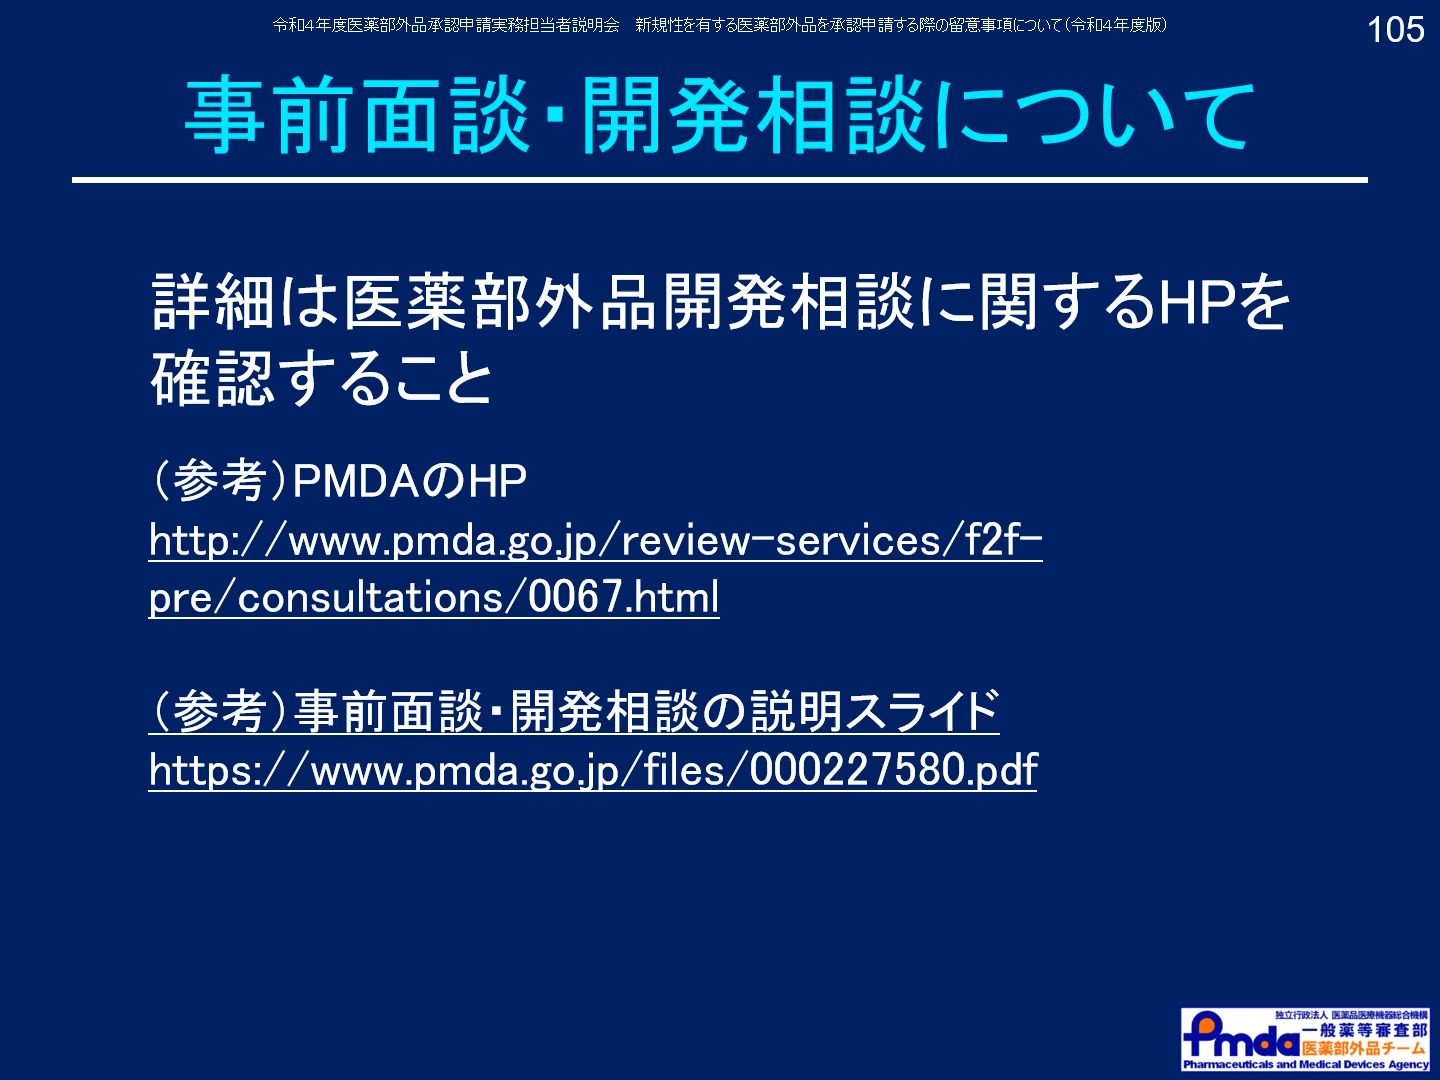 令和4年度医薬部外品承認申請実務担当者説明会　新規性を有する医薬部外品を承認申請する際の留意事項について（令和4年度版）
105
事前面談・開発相談について
詳細は医薬部外品開発相談に関するHPを
確認すること
（参考）PMDAのHP
http://www.pmda.go.jp/review-services/f2f-
pre/consultations/0067.html
（参考）事前面談・開発相談の説明スライド
https://www.pmda.go.jp/files/000227580.pdf
独立行政法人 医薬品医療機器総合機構
Pmda 一般薬等審査部
医薬部外品チーム
Pharmaceuticals and Medical Devices Agency